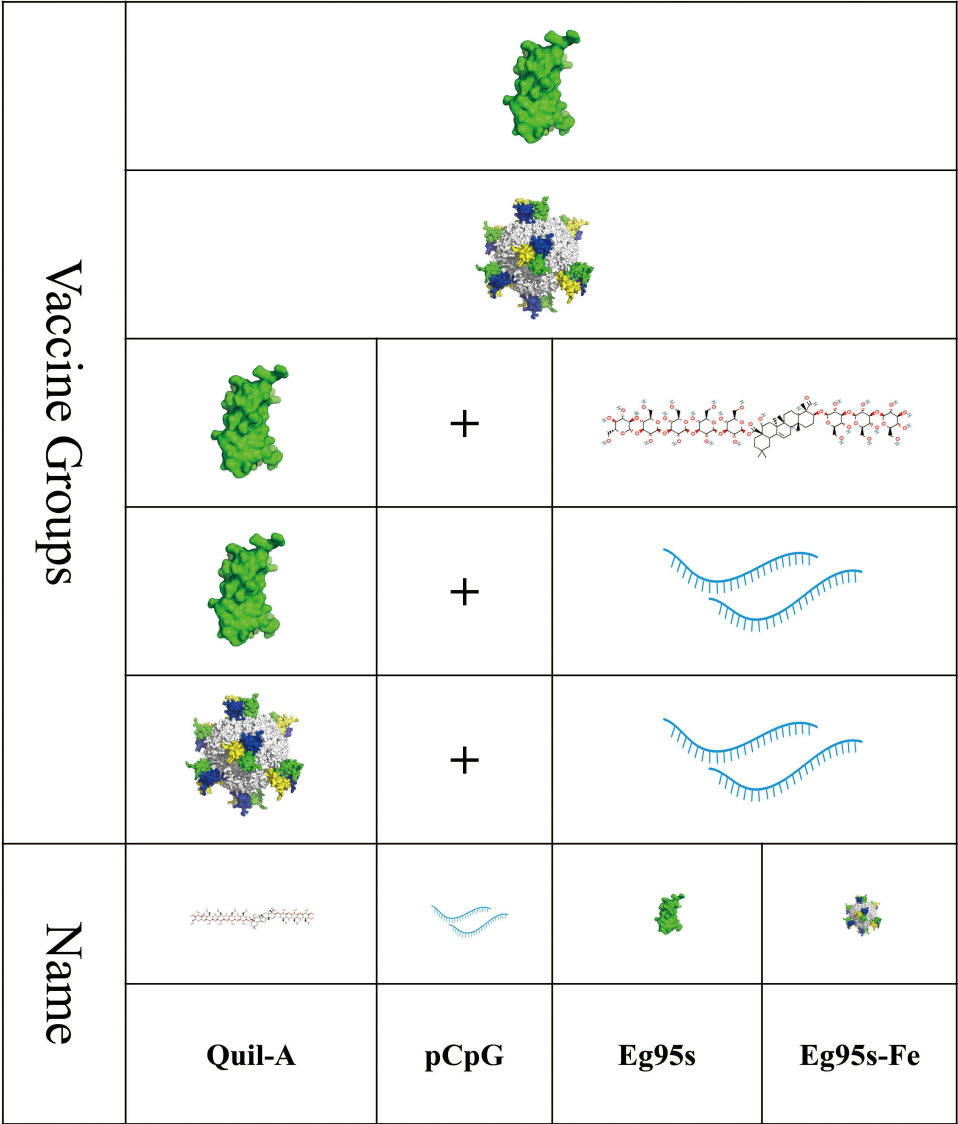 Vaccine Groups
+
+
+
Name
Quil-A
pCpG
Eg95s
Eg95s-Fe